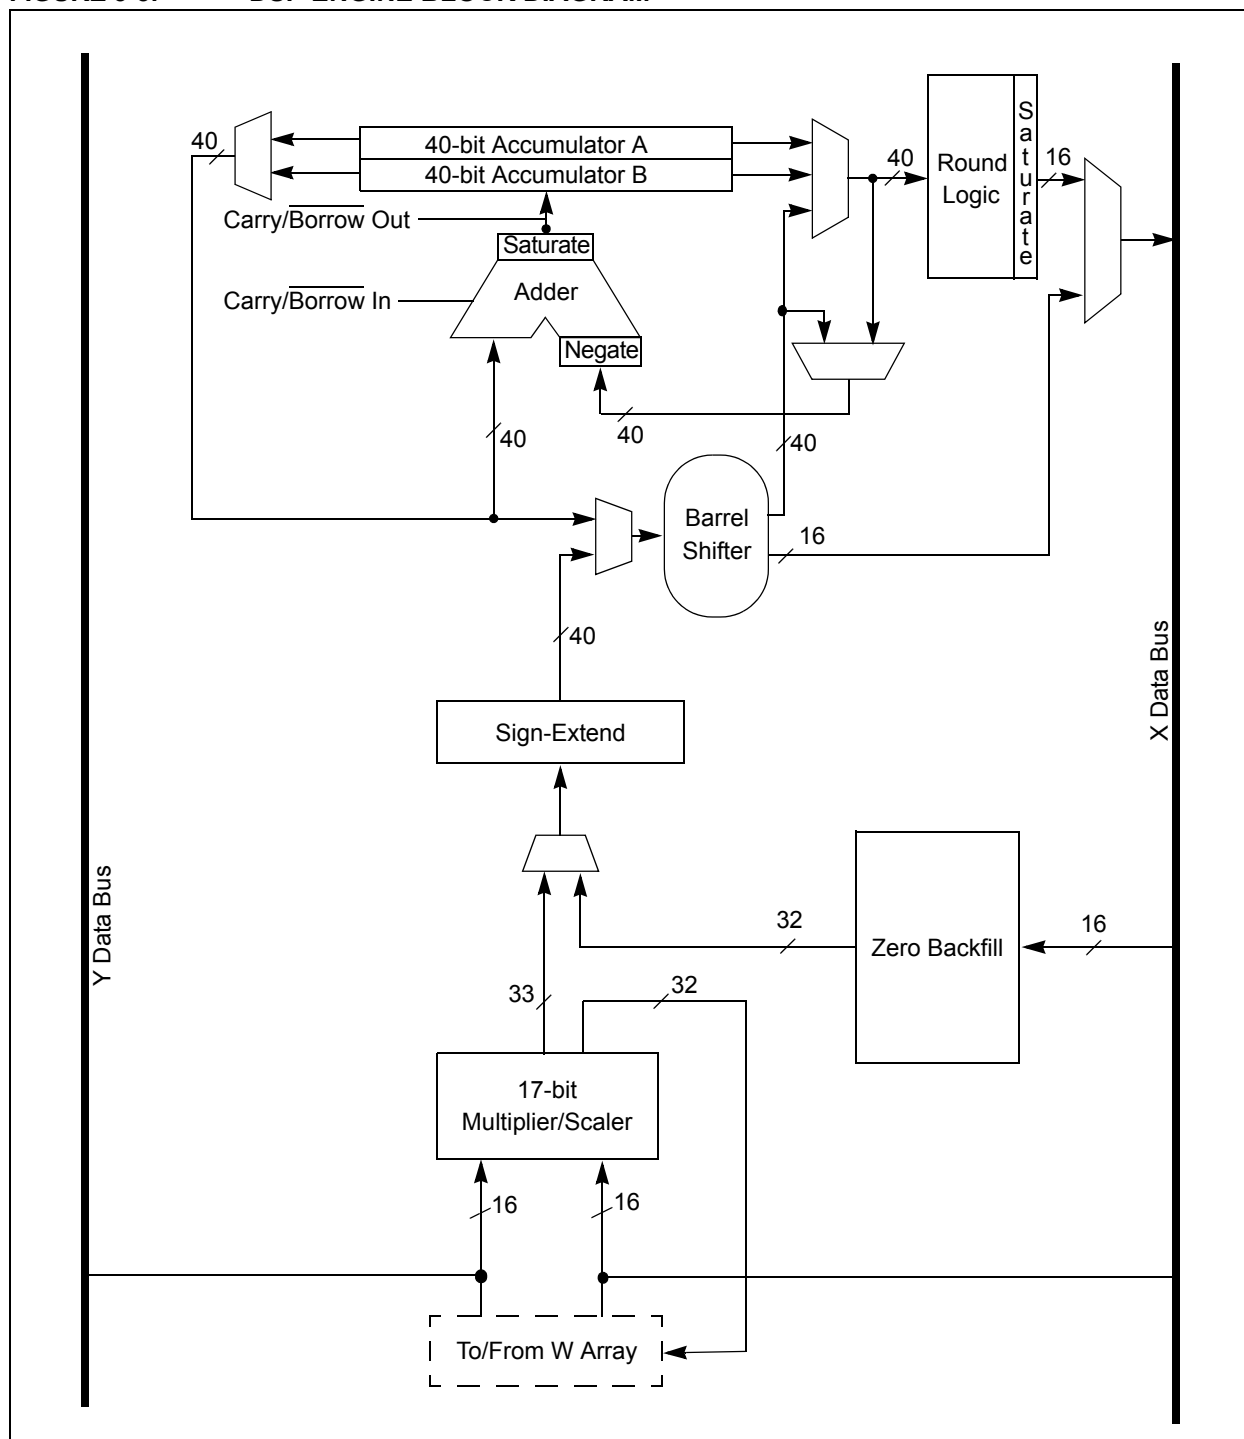 40
40-bit Accumulator A
40-bit Accumulator B
Carry/Borrow Out
Saturate
Carry/Borrow In
Adder
Negate
40
Round
Logic
Saturate
16
40
40
40
Barrel
Shifter
16
40
Sign-Extend
X Data Bus
Y Data Bus
32
Zero Backfill
16
33
32
17-bit
Multiplier/Scaler
16
16
To/From W Array